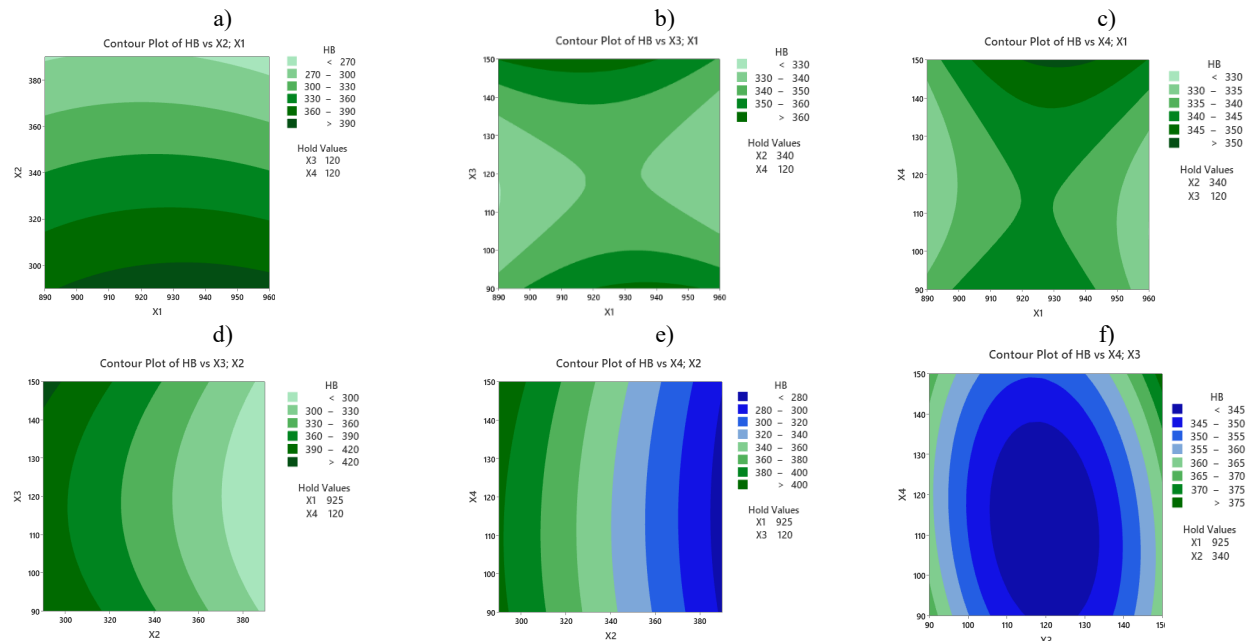 a)
Contour Plot of HB vs X2; X1
HB
< 270
270 – 300
300 – 330
330 – 360
360 – 390
> 390
Hold Values
X3 120
X4 120
X2
380
360
340
320
300
890 900 910 920 930 940 950 960
X1
b)
Contour Plot of HB vs X3; X1
HB
< 330
330 – 340
340 – 350
350 – 360
> 360
Hold Values
X2 340
X4 120
X3
150
140
130
120
110
100
90
890 900 910 920 930 940 950 960
X1
c)
Contour Plot of HB vs X4; X1
HB
< 330
330 – 335
335 – 340
340 – 345
345 – 350
> 350
Hold Values
X2 340
X3 120
X4
150
140
130
120
110
100
90
890 900 910 920 930 940 950 960
X1
d)
Contour Plot of HB vs X3; X2
HB
< 300
300 – 330
330 – 360
360 – 390
390 – 420
> 420
Hold Values
X1 925
X4 120
X3
150
140
130
120
110
100
90
300 320 340 360 380
X2
e)
Contour Plot of HB vs X4; X2
HB
< 280
280 – 300
300 – 320
320 – 340
340 – 360
360 – 380
380 – 400
> 400
Hold Values
X1 925
X3 120
X4
150
140
130
120
110
100
90
300 320 340 360 380
X2
f)
Contour Plot of HB vs X4; X3
HB
< 345
345 – 350
350 – 355
355 – 360
360 – 365
365 – 370
370 – 375
> 375
Hold Values
X1 925
X2 340
X4
150
140
130
120
110
100
90
90 100 110 120 130 140